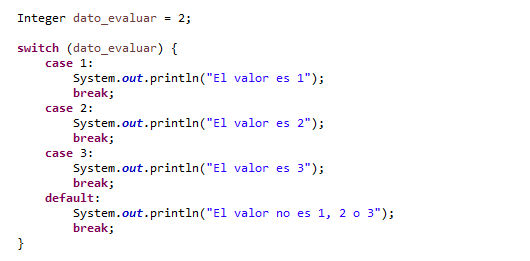 Integer dato_evaluar = 2;

switch (dato_evaluar) {
    case 1:
        System.out.println("El valor es 1");
        break;
    case 2:
        System.out.println("El valor es 2");
        break;
    case 3:
        System.out.println("El valor es 3");
        break;
    default:
        System.out.println("El valor no es 1, 2 o 3");
        break;
}